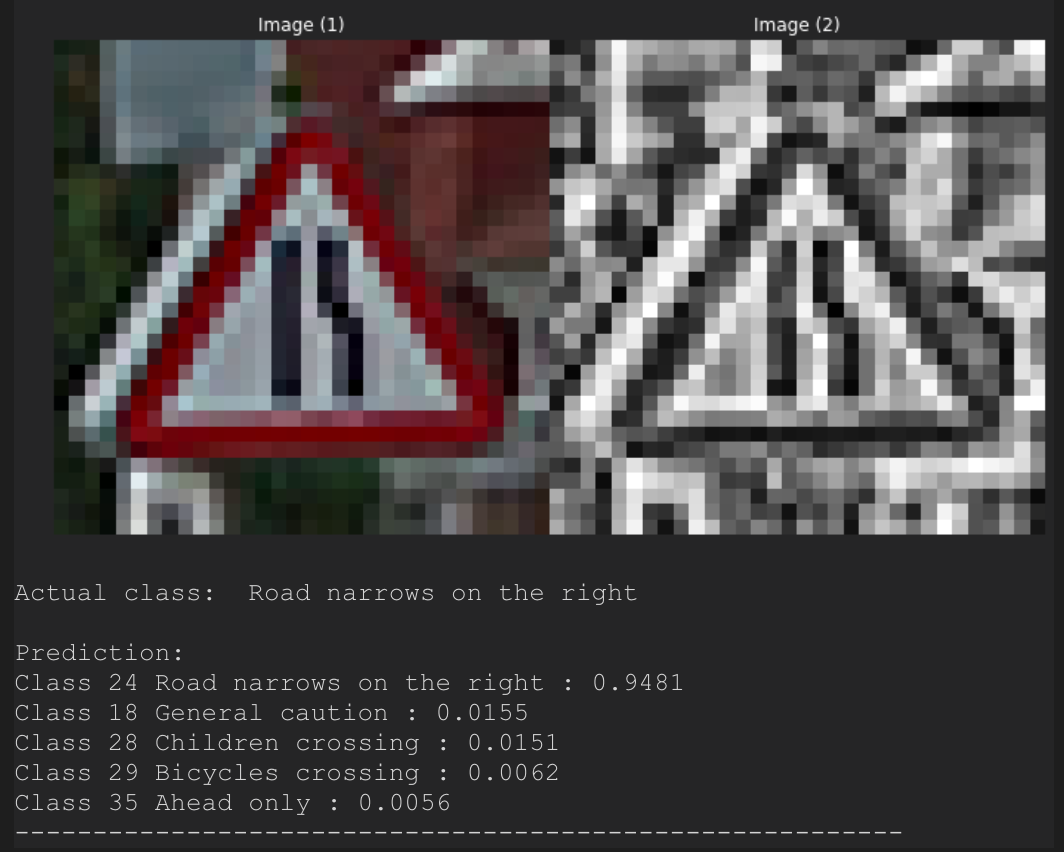 Image (1)
Image (2)
Actual class:  Road narrows on the right
Prediction:
Class 24 Road narrows on the right : 0.9481
Class 18 General caution : 0.0155
Class 28 Children crossing : 0.0151
Class 29 Bicycles crossing : 0.0062
Class 35 Ahead only : 0.0056
---------------------------------------------------------